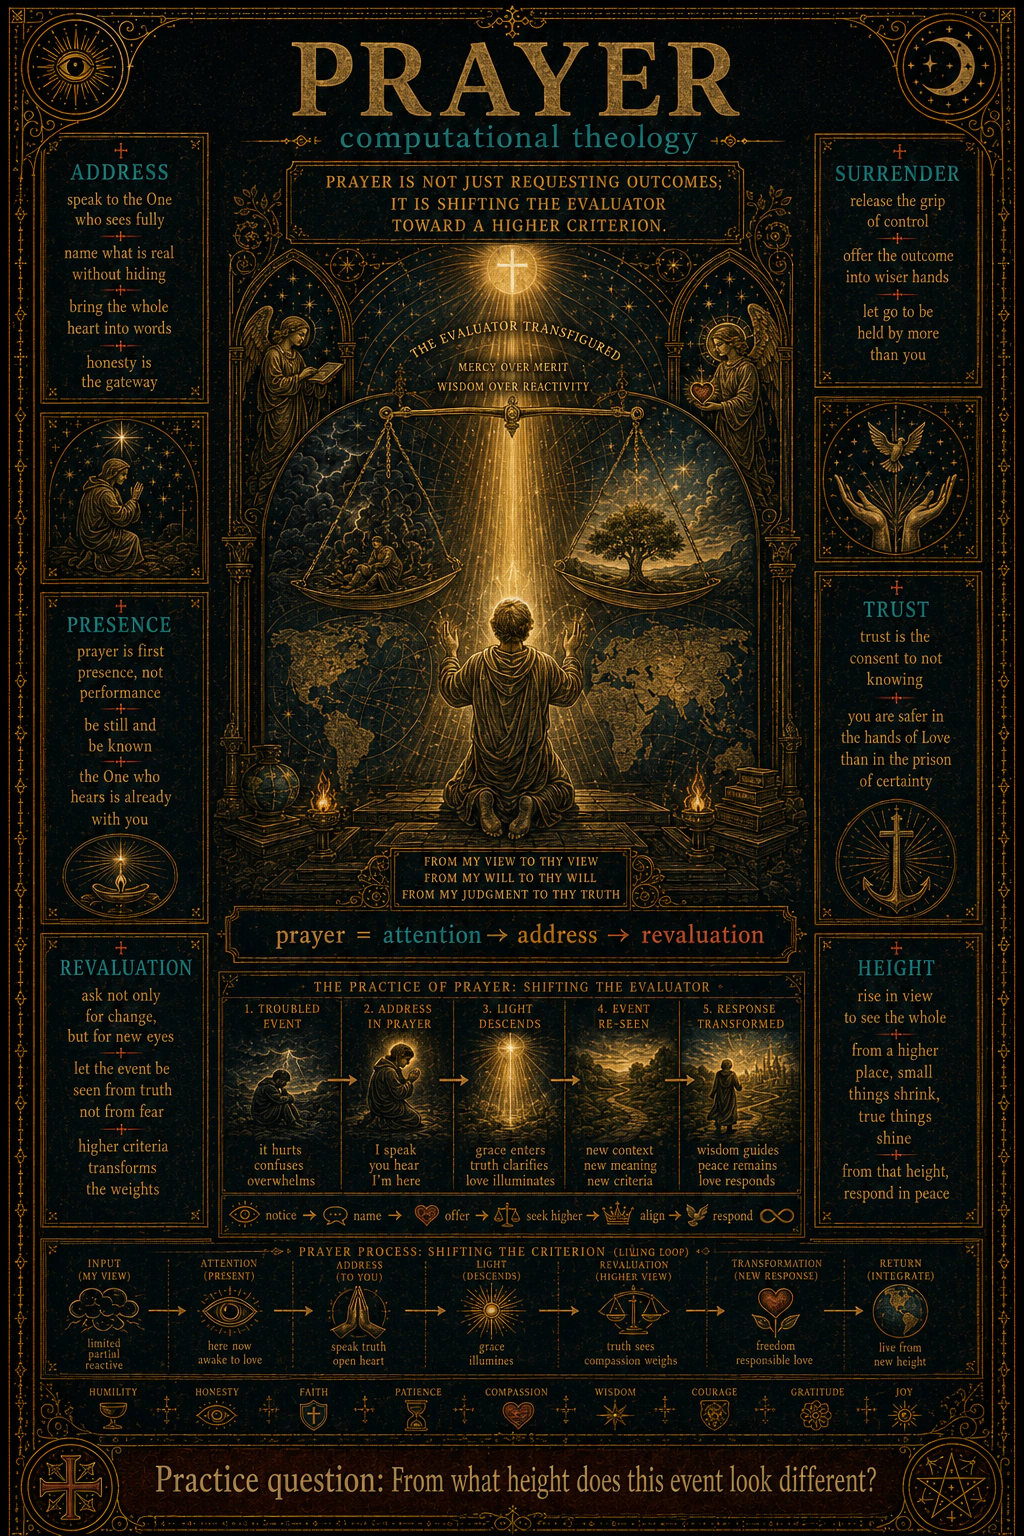 PRAYER
computational theology
PRAYER IS NOT JUST REQUESTING OUTCOMES;
IT IS SHIFTING THE EVALUATOR
TOWARD A HIGHER CRITERION.
ADDRESS
speak to the One
who sees fully
name what is real
without hiding
bring the whole
heart into words
honesty is
the gateway
PRESENCE
prayer is first
presence, not
performance
be still and
be known
the One who
hears is already
with you
REVALUATION
ask not only
for change,
but for new eyes
let the event be
seen from truth
not from fear
higher criteria
transforms
the weights
THE EVALUATOR TRANSFIGURED
MERCY OVER MERIT
WISDOM OVER REACTIVITY
FROM MY VIEW TO THY VIEW
FROM MY WILL TO THY WILL
FROM MY JUDGMENT TO THY TRUTH
prayer = attention → address → revaluation
SURRENDER
release the grip
of control
offer the outcome
into wiser hands
let go to be
held by more
than you
TRUST
trust is the
consent to not
knowing
you are safer in
the hands of Love
than in the prison
of certainty
HEIGHT
rise in view
to see the whole
from a higher
place, small
things shrink,
true things
shine
from that height,
respond in peace
THE PRACTICE OF PRAYER: SHIFTING THE EVALUATOR
1. TROUBLED
EVENT
it hurts
confuses
overwhelms
2. ADDRESS
IN PRAYER
I speak
you hear
I'm here
3. LIGHT
DESCENDS
grace enters
truth clarifies
love illuminates
4. EVENT
RE-SEEN
new context
new meaning
new criteria
5. RESPONSE
TRANSFORMED
wisdom guides
peace remains
love responds
notice → name → offer → seek higher → align → respond
PRAYER PROCESS: SHIFTING THE CRITERION (LIVING LOOP)
INPUT
(MY VIEW)
limited
partial
reactive
ATTENTION
(PRESENT)
here now
awake to love
ADDRESS
(TO YOU)
speak truth
open heart
LIGHT
(DESCENDS)
grace
illumines
REVALUATION
(HIGHER VIEW)
truth sees
compassion weighs
TRANSFORMATION
(NEW RESPONSE)
freedom
responsible love
RETURN
(INTEGRATE)
live from
new height
HUMILITY HONESTY FAITH PATIENCE COMPASSION WISDOM COURAGE GRATITUDE JOY
Practice question: From what height does this event look different?